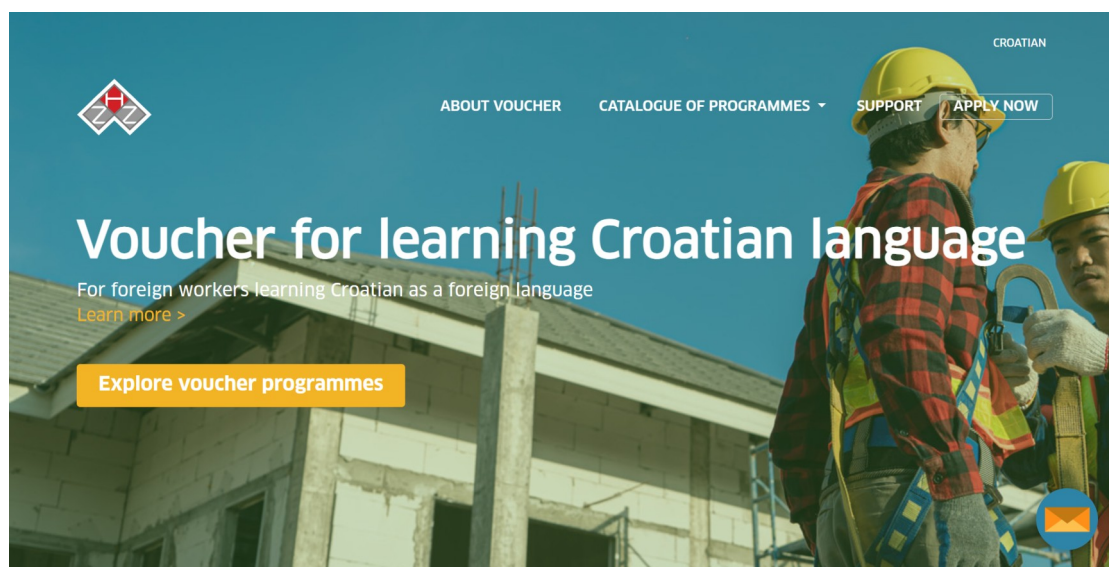 CROATIAN
HZZ
ABOUT VOUCHER CATALOGUE OF PROGRAMMES SUPPORT APPLY NOW
Voucher for learning Croatian language
For foreign workers learning Croatian as a foreign language
Learn more >
Explore voucher programmes